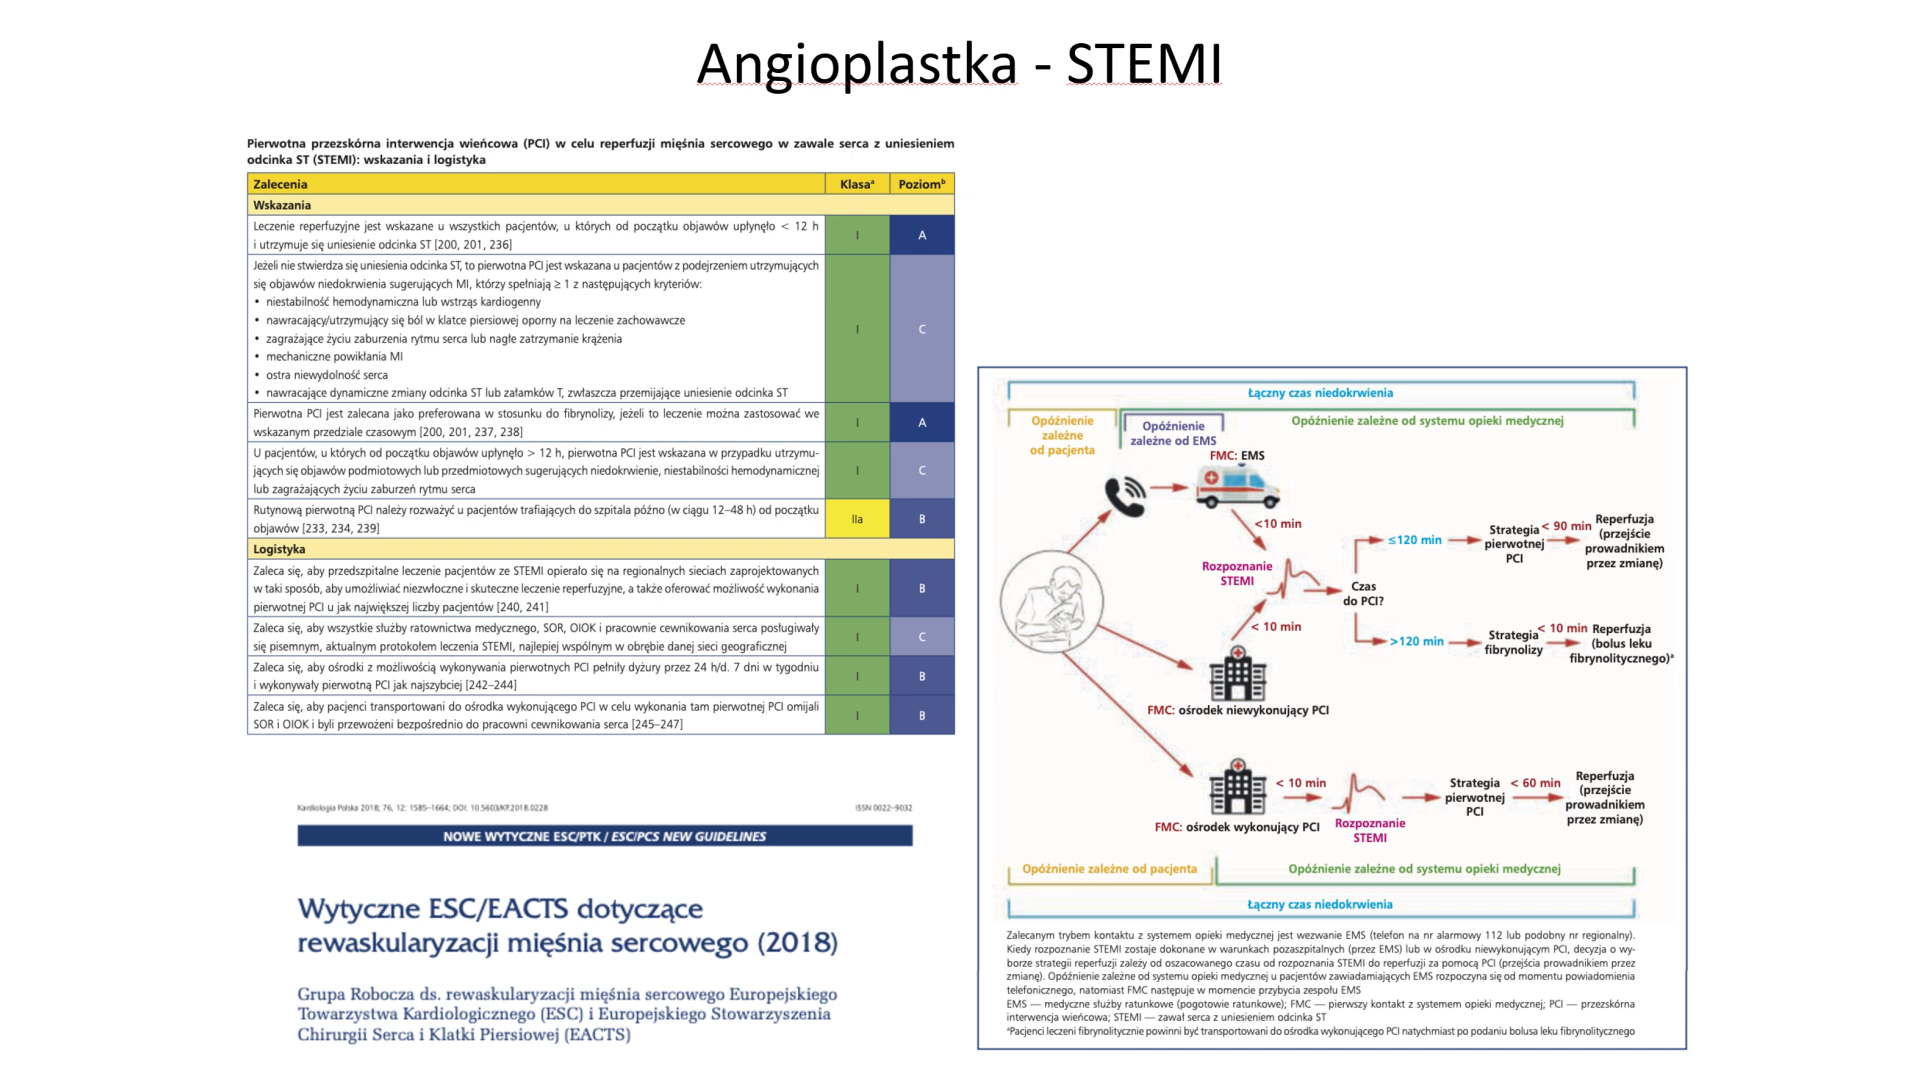 Angioplastka - STEMI
Pierwotna przezskórna interwencja wieńcowa (PCI) w celu reperfuzji mięśnia sercowego w zawale serca z uniesieniem
odcinka ST (STEMI): wskazania i logistyka
Zalecenia Klasaᵃ Poziomᵇ
Wskazania
Leczenie reperfuzyjne jest wskazane u wszystkich pacjentów, u których od początku objawów upłynęło < 12 h
i utrzymuje się uniesienie odcinka ST [200, 201, 236]
I A
Jeżeli nie stwierdza się uniesienia odcinka ST, to pierwotna PCI jest wskazana u pacjentów z podejrzeniem utrzymujących
się objawów niedokrwienia sugerujących MI, którzy spełniają ≥ 1 z następujących kryteriów:
• niestabilność hemodynamiczna lub wstrząs kardiogenny
• nawracający/utrzymujący się ból w klatce piersiowej oporny na leczenie zachowawcze
• zagrażające życiu zaburzenia rytmu serca lub nagłe zatrzymanie krążenia
• mechaniczne powikłania MI
• ostra niewydolność serca
• nawracające dynamiczne zmiany odcinka ST lub załamków T, zwłaszcza przemijające uniesienie odcinka ST
I C
Pierwotna PCI jest zalecana jako preferowana w stosunku do fibrynolizy, jeżeli to leczenie można zastosować we
wskazanym przedziale czasowym [200, 201, 237, 238]
I A
U pacjentów, u których od początku objawów upłynęło > 12 h, pierwotna PCI jest wskazana w przypadku utrzymu-
jących się objawów podmiotowych lub przedmiotowych sugerujących niedokrwienie, niestabilności hemodynamicznej
lub zagrażających życiu zaburzeń rytmu serca
I C
Rutynową pierwotną PCI należy rozważyć u pacjentów trafiających do szpitala późno (w ciągu 12–48 h) od początku
objawów [233, 234, 239]
IIa B
Logistyka
Zaleca się, aby przedszpitalne leczenie pacjentów ze STEMI opierało się na regionalnych sieciach zaprojektowanych
w taki sposób, aby umożliwiać niezwłoczne i skuteczne leczenie reperfuzyjne, a także oferować możliwość wykonania
pierwotnej PCI u jak największej liczby pacjentów [240, 241]
I B
Zaleca się, aby wszystkie służby ratownictwa medycznego, SOR, OIOK i pracownie cewnikowania serca posługiwały
się pisemnym, aktualnym protokołem leczenia STEMI, najlepiej wspólnym w obrębie danej sieci geograficznej
I C
Zaleca się, aby ośrodki z możliwością wykonywania pierwotnych PCI pełniły dyżury przez 24 h/d. 7 dni w tygodniu
i wykonywały pierwotną PCI jak najszybciej [242–244]
I B
Zaleca się, aby pacjenci transportowani do ośrodka wykonującego PCI w celu wykonania tam pierwotnej PCI omijali
SOR i OIOK i byli przewożeni bezpośrednio do pracowni cewnikowania serca [245–247]
I B
Kardiologia Polska 2018; 76, 12: 1585–1664; DOI: 10.5603/KP.2018.0228
ISSN 0022–9032
NOWE WYTYCZNE ESC/PTK / ESC/PCS NEW GUIDELINES
Wytyczne ESC/EACTS dotyczące
rewaskularyzacji mięśnia sercowego (2018)
Grupa Robocza ds. rewaskularyzacji mięśnia sercowego Europejskiego
Towarzystwa Kardiologicznego (ESC) i Europejskiego Stowarzyszenia
Chirurgii Serca i Klatki Piersiowej (EACTS)
Łączny czas niedokrwienia
Opóźnienie
zależne
od pacjenta
Opóźnienie
zależne od EMS
Opóźnienie zależne od systemu opieki medycznej
FMC: EMS
<10 min
Rozpoznanie
STEMI
< 10 min
Czas
do PCI?
≤120 min
Strategia
pierwotnej
PCI
< 90 min
Reperfuzja
(przejście
prowadnikiem
przez zmianę)
>120 min
Strategia
fibrynolizy
< 10 min
Reperfuzja
(bolus leku
fibrynolitycznego)ᵃ
FMC: ośrodek niewykonujący PCI
FMC: ośrodek wykonujący PCI
< 10 min
Rozpoznanie
STEMI
Strategia
pierwotnej
PCI
< 60 min
Reperfuzja
(przejście
prowadnikiem
przez zmianę)
Opóźnienie zależne od pacjenta
Opóźnienie zależne od systemu opieki medycznej
Łączny czas niedokrwienia
Zalecanym trybem kontaktu z systemem opieki medycznej jest wezwanie EMS (telefon na nr alarmowy 112 lub podobny nr regionalny).
Kiedy rozpoznanie STEMI zostaje dokonane w warunkach pozaszpitalnych (przez EMS) lub w ośrodku niewykonującym PCI, decyzja o wy-
borze strategii reperfuzji zależy od oszacowanego czasu od rozpoznania STEMI do reperfuzji za pomocą PCI (przejścia prowadnikiem przez
zmianę). Opóźnienie zależne od systemu opieki medycznej u pacjentów zawiadamiających EMS rozpoczyna się od momentu powiadomienia
telefonicznego, natomiast FMC następuje w momencie przybycia zespołu EMS
EMS — medyczne służby ratunkowe (pogotowie ratunkowe); FMC — pierwszy kontakt z systemem opieki medycznej; PCI — przezskórna
interwencja wieńcowa; STEMI — zawał serca z uniesieniem odcinka ST
ᵃPacjenci leczeni fibrynolitycznie powinni być transportowani do ośrodka wykonującego PCI natychmiast po podaniu bolusa leku fibrynolitycznego